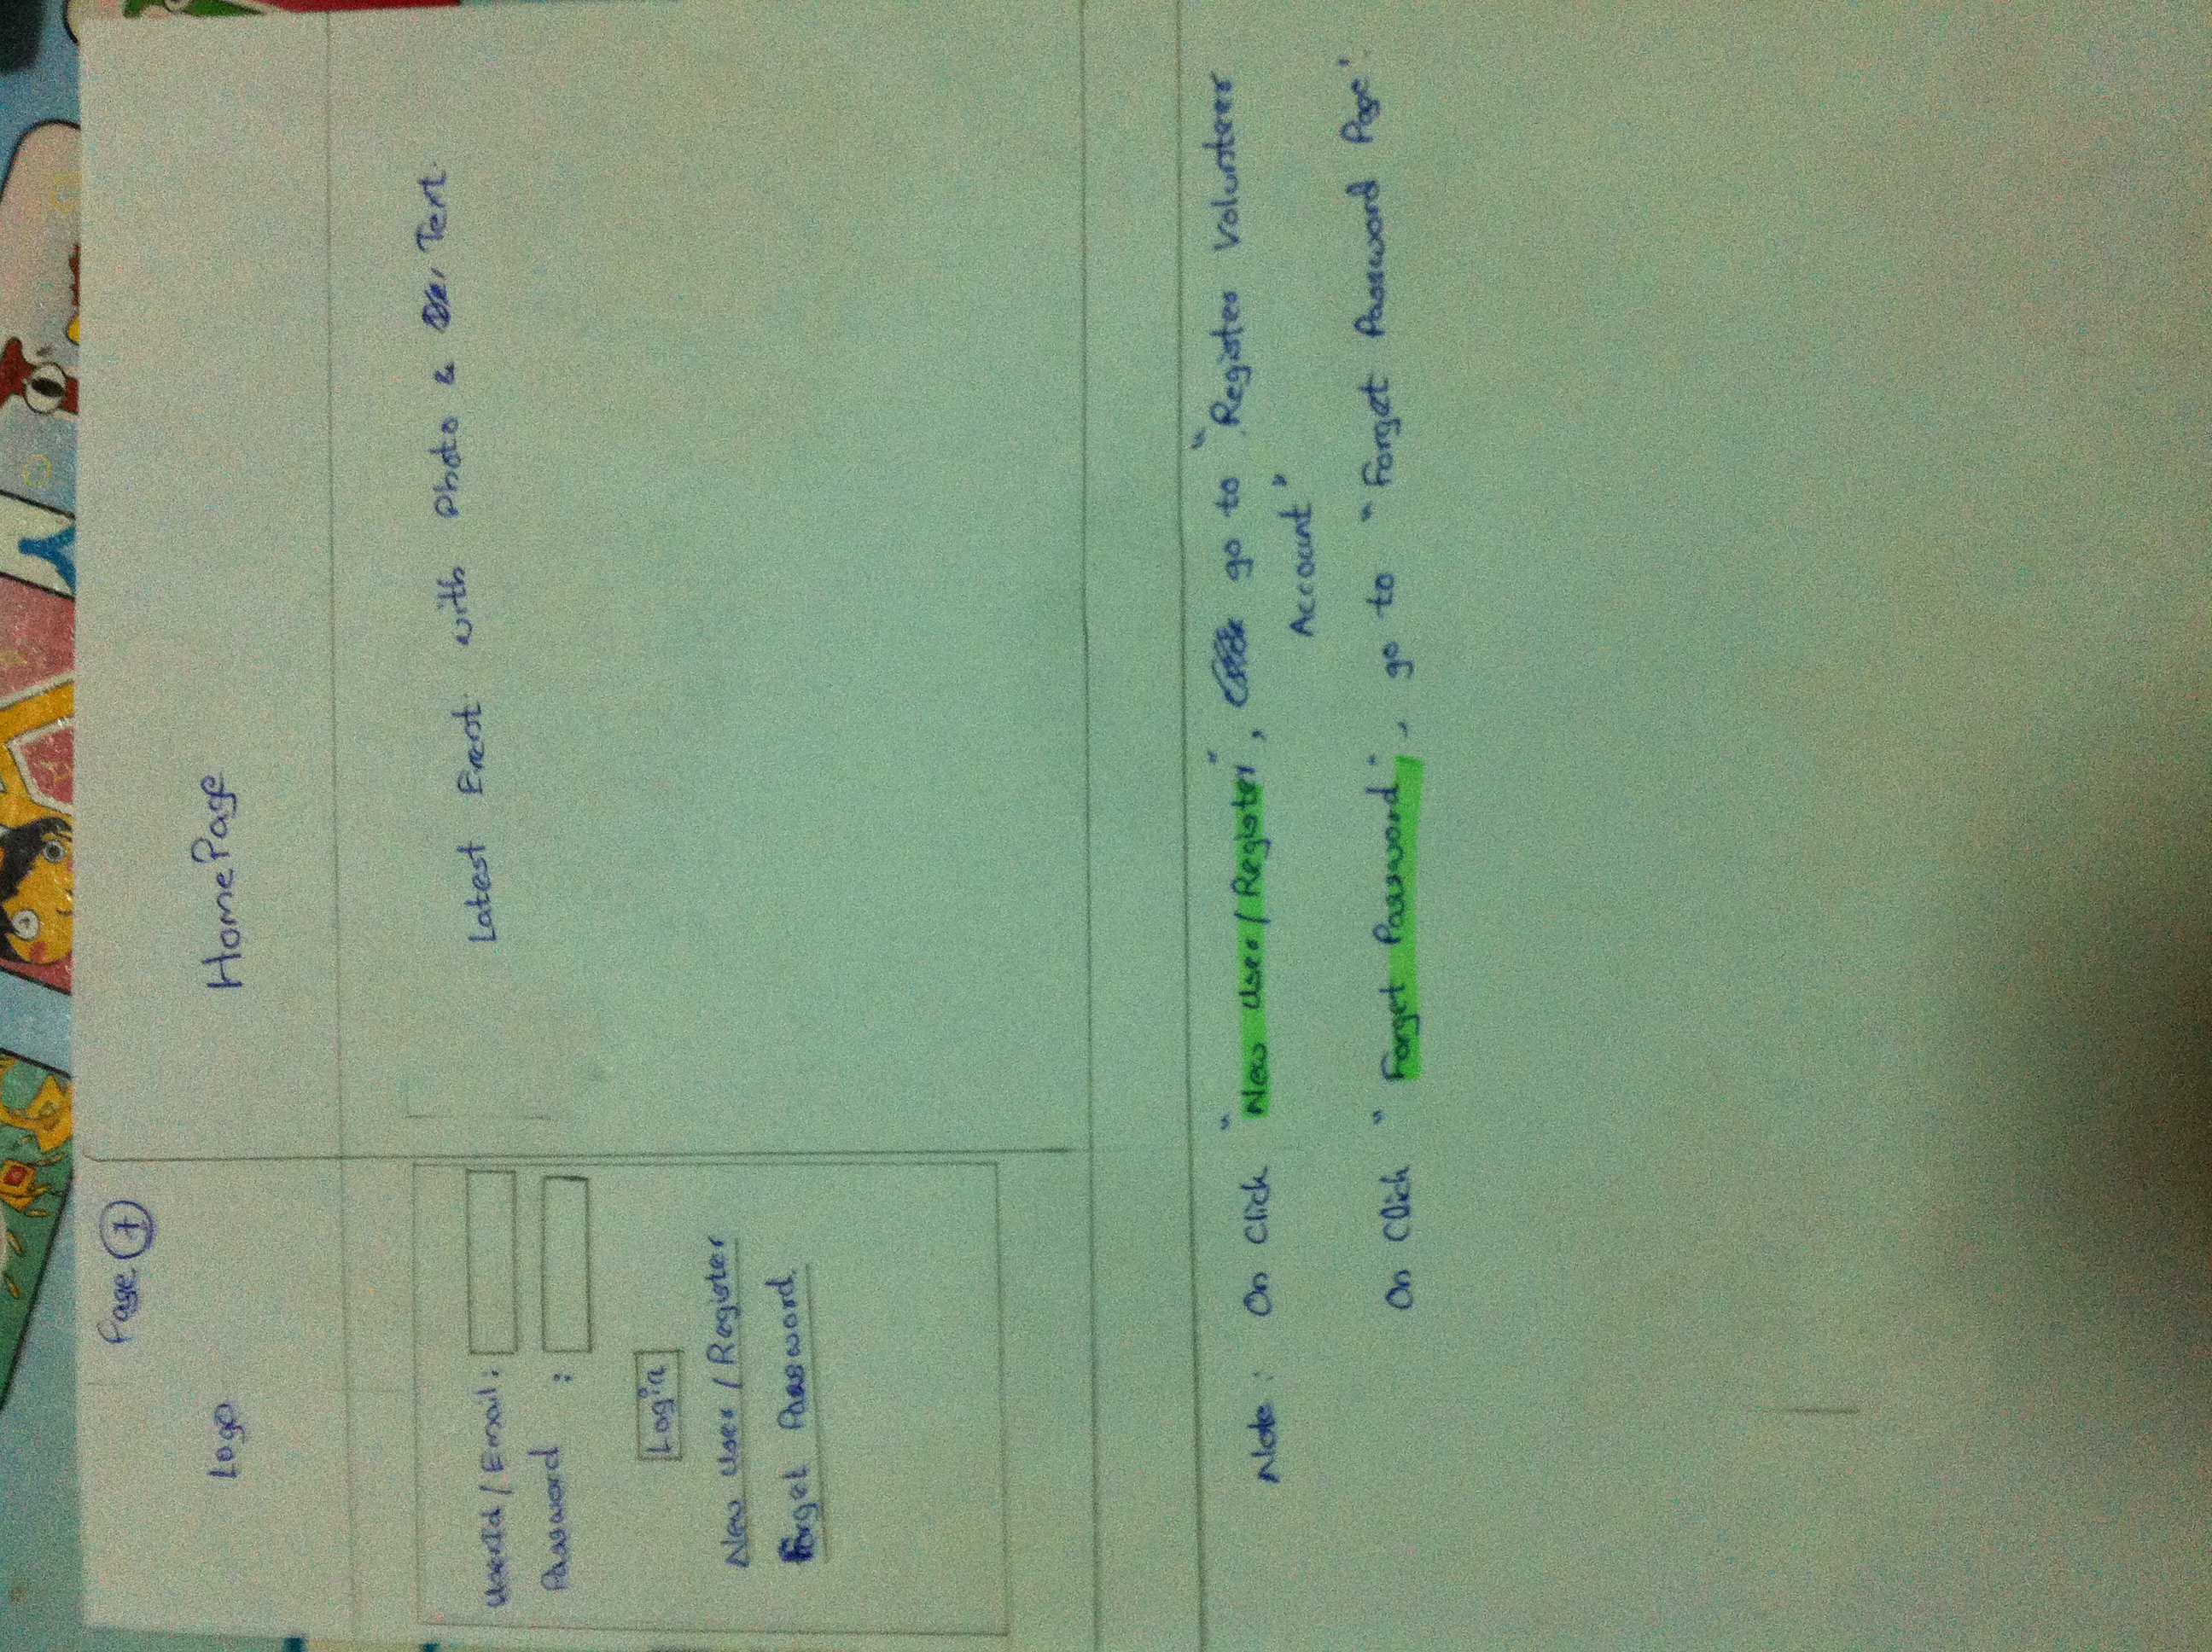 Page 1
Logo
HomePage
Latest Event with Photo & Text.
UserId / Email :
Password :
Login
New User / Register
Forget Password.
Note : On Click "New User / Register", go to "Register Volunteer
Account"
On Click "Forget Password", go to "Forget Password Page".